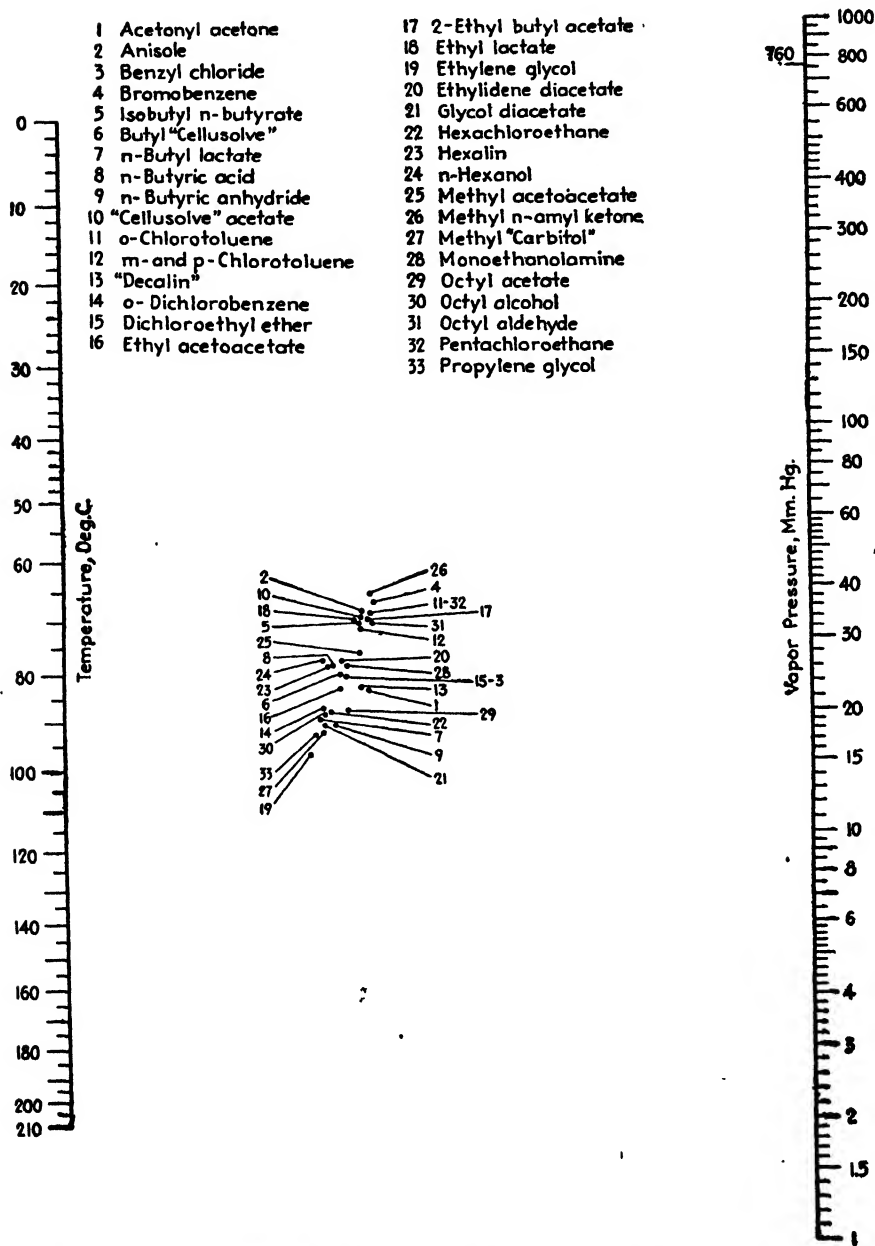 1 Acetonyl acetone
2 Anisole
3 Benzyl chloride
4 Bromobenzene
5 Isobutyl n-butyrate
6 Butyl "Cellusolve"
7 n-Butyl lactate
8 n-Butyric acid
9 n-Butyric anhydride
10 "Cellusolve" acetate
11 o-Chlorotoluene
12 m-and p-Chlorotoluene
13 "Decalin"
14 o-Dichlorobenzene
15 Dichloroethyl ether
16 Ethyl acetoacetate
17 2-Ethyl butyl acetate
18 Ethyl lactate
19 Ethylene glycol
20 Ethylidene diacetate
21 Glycol diacetate
22 Hexachloroethane
23 Hexalin
24 n-Hexanol
25 Methyl acetoacetate
26 Methyl n-amyl ketone
27 Methyl "Carbitol"
28 Monoethanolamine
29 Octyl acetate
30 Octyl alcohol
31 Octyl aldehyde
32 Pentachloroethane
33 Propylene glycol
0
10
20
30
40
50
60
80
100
120
140
160
180
200
210
Temperature, Deg.C.
2
10
18
5
25
8
24
23
6
16
14
30
33
27
19
26
4
11-32
17
31
12
20
28
15-3
13
1
29
22
7
9
21
Vapor Pressure, Mm. Hg.
1000
760
800
600
400
300
200
150
100
80
60
40
30
20
15
10
8
6
4
3
2
1.5
1